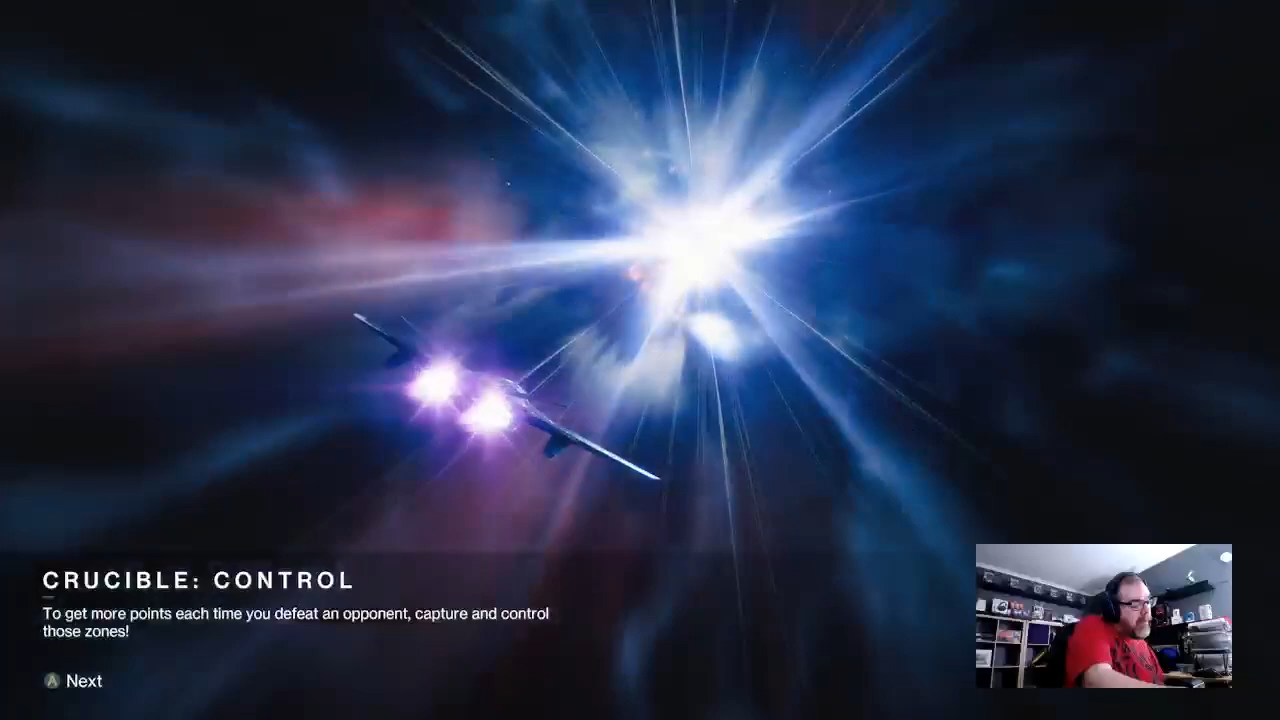 CRUCIBLE: CONTROL
To get more points each time you defeat an opponent, capture and control
those zones!
A Next